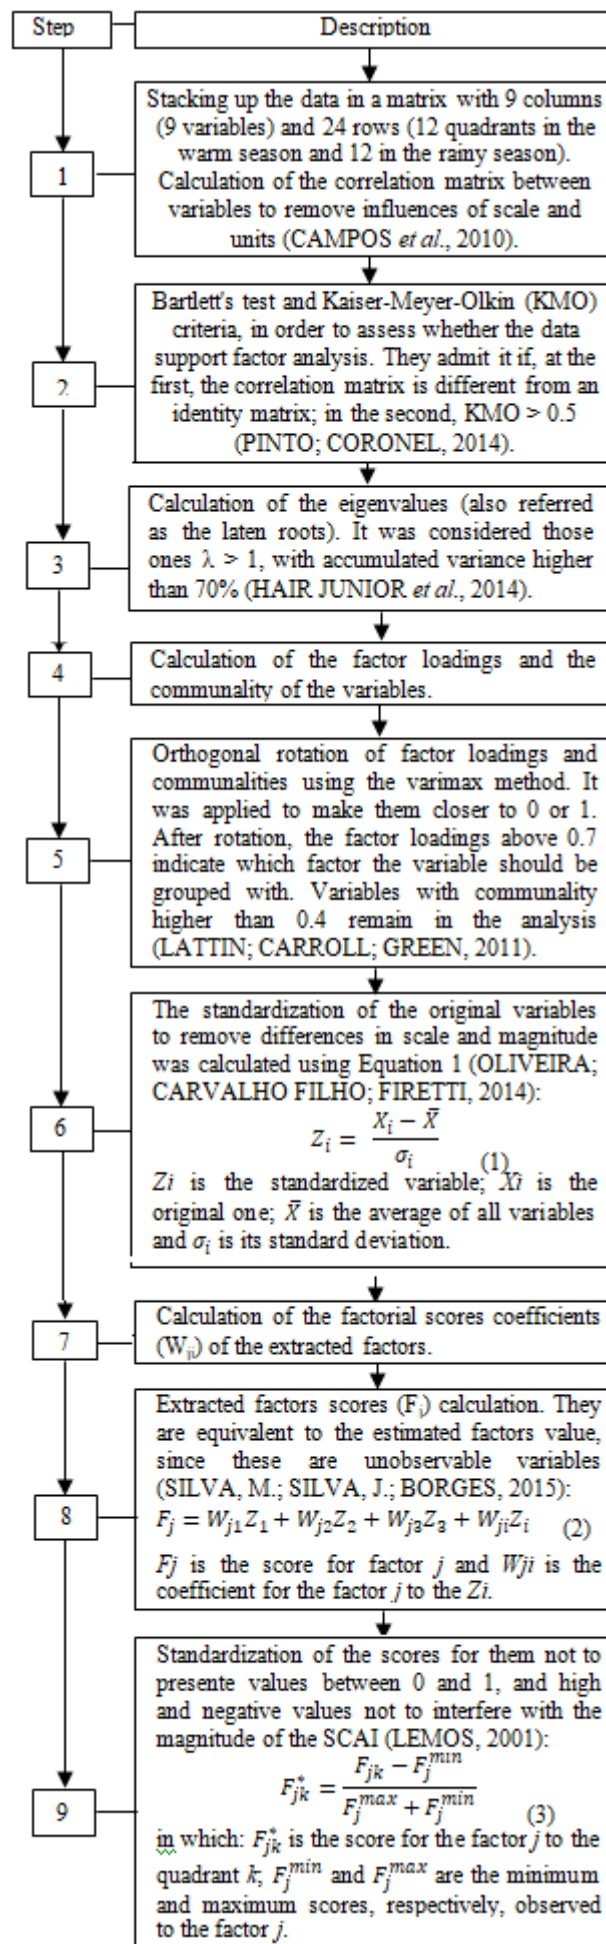 Step
Description
1
Stacking up the data in a matrix with 9 columns
(9 variables) and 24 rows (12 quadrants in the
warm season and 12 in the rainy season).
Calculation of the correlation matrix between
variables to remove influences of scale and
units (CAMPOS et al., 2010).
2
Bartlett's test and Kaiser-Meyer-Olkin (KMO)
criteria, in order to assess whether the data
support factor analysis. They admit it if, at
the first, the correlation matrix is different from an
identity matrix; in the second, KMO > 0.5
(PINTO; CORONEL, 2014).
3
Calculation of the eigenvalues (also referred
as the laten roots). It was considered those
ones λ > 1, with accumulated variance higher
than 70% (HAIR JUNIOR et al., 2014).
4
Calculation of the factor loadings and the
communality of the variables.
5
Orthogonal rotation of factor loadings and
communalities using the varimax method. It
was applied to make them closer to 0 or 1.
After rotation, the factor loadings above 0.7
indicate which factor the variable should be
grouped with. Variables with communality
higher than 0.4 remain in the analysis
(LATTIN; CARROLL; GREEN, 2011).
6
The standardization of the original variables
to remove differences in scale and magnitude
was calculated using Equation 1 (OLIVEIRA;
CARVALHO FILHO; FIRETTI, 2014):
Z_i = (X_i − X̄) / σ_i (1)
Zi is the standardized variable; Xi is the
original one; X̄ is the average of all variables
and σ_i is its standard deviation.
7
Calculation of the factorial scores coefficients
(W_ji) of the extracted factors.
8
Extracted factors scores (F_j) calculation. They
are equivalent to the estimated factors value,
since these are unobservable variables
(SILVA, M.; SILVA, J.; BORGES, 2015):
F_j = W_j1 Z_1 + W_j2 Z_2 + W_j3 Z_3 + W_ji Z_i (2)
Fj is the score for factor j and Wji is the
coefficient for the factor j to the Zi.
9
Standardization of the scores for them not to
presente values between 0 and 1, and high
and negative values not to interfere with the
magnitude of the SCAI (LEMOS, 2001):
F*_jk = (F_jk − F_j^min) / (F_j^max + F_j^min) (3)
in which: F*_jk is the score for the factor j to the
quadrant k; F_j^min and F_j^max are the minimum
and maximum scores, respectively, observed
to the factor j.